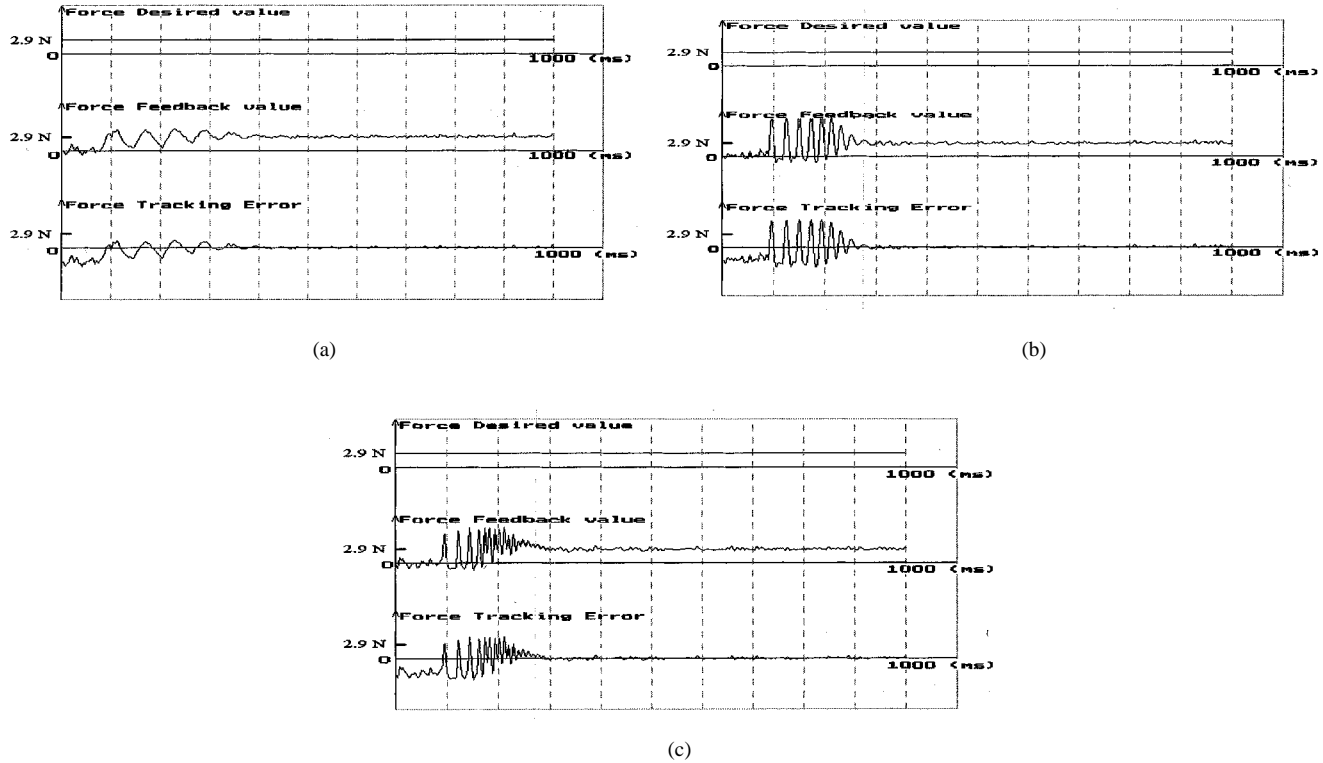 Force Desired value
2.9 N
0
1000 (ms)
Force Feedback value
2.9 N
0
1000 (ms)
Force Tracking Error
2.9 N
0
1000 (ms)
(a)
Force Desired value
2.9 N
0
1000 (ms)
Force Feedback value
2.9 N
0
1000 (ms)
Force Tracking Error
2.9 N
0
1000 (ms)
(b)
Force Desired value
2.9 N
0
1000 (ms)
Force Feedback value
2.9 N
0
1000 (ms)
Force Tracking Error
2.9 N
0
1000 (ms)
(c)